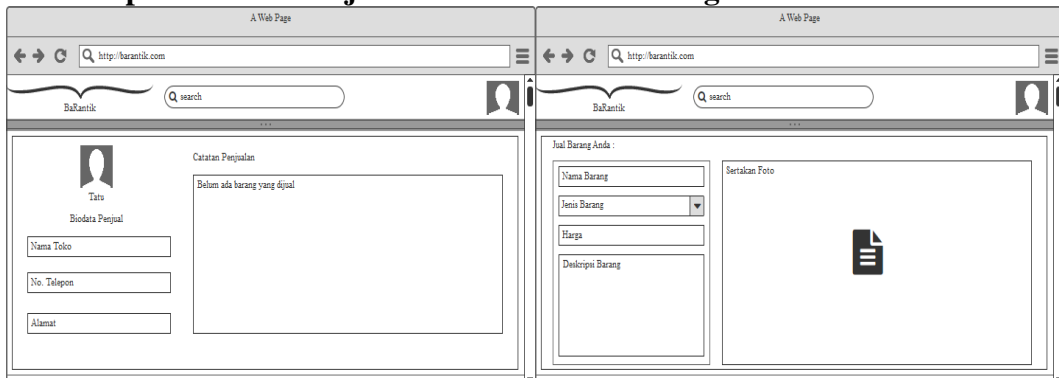 A Web Page
http://barantik.com
BaRantik
search
Catatan Penjualan
Belum ada barang yang dijual
Tatu
Biodata Penjual
Nama Toko
No. Telepon
Alamat
A Web Page
http://barantik.com
BaRantik
search
Jual Barang Anda :
Nama Barang
Jenis Barang
Harga
Deskripsi Barang
Sertakan Foto